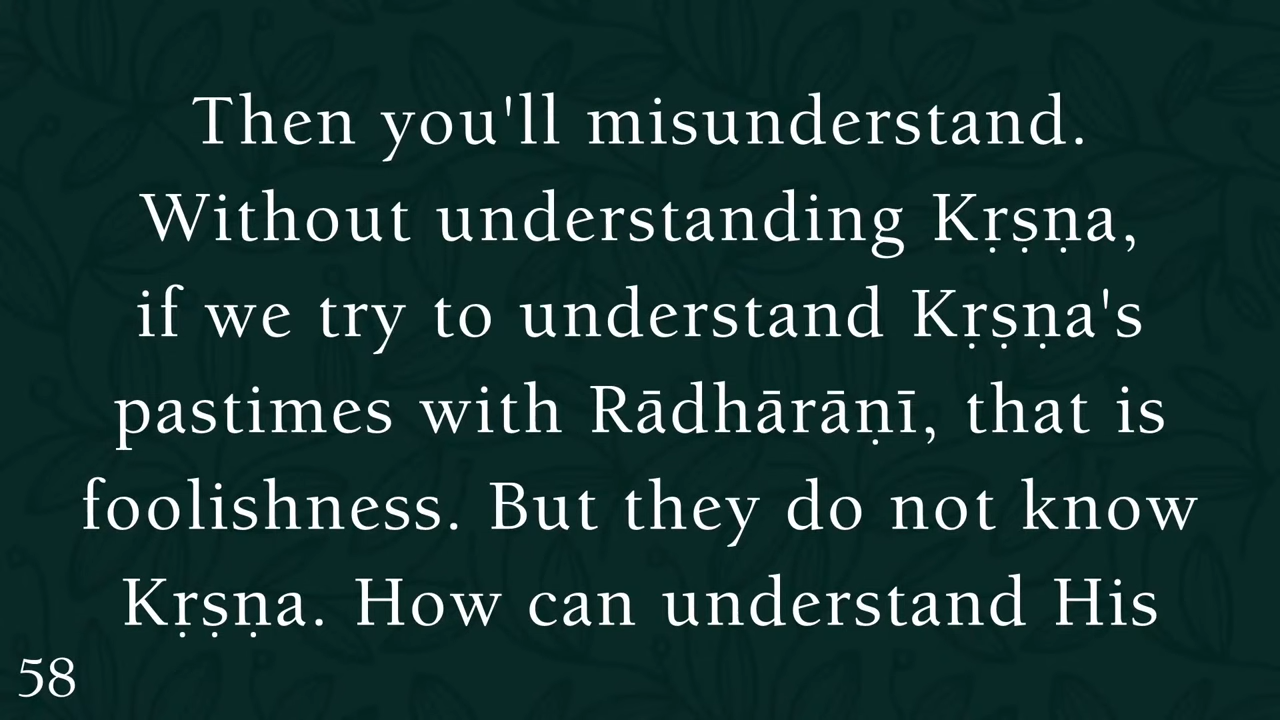 Then you'll misunderstand.
Without understanding Kṛṣṇa,
if we try to understand Kṛṣṇa's
pastimes with Rādhārāṇī, that is
foolishness. But they do not know
Kṛṣṇa. How can understand His
58